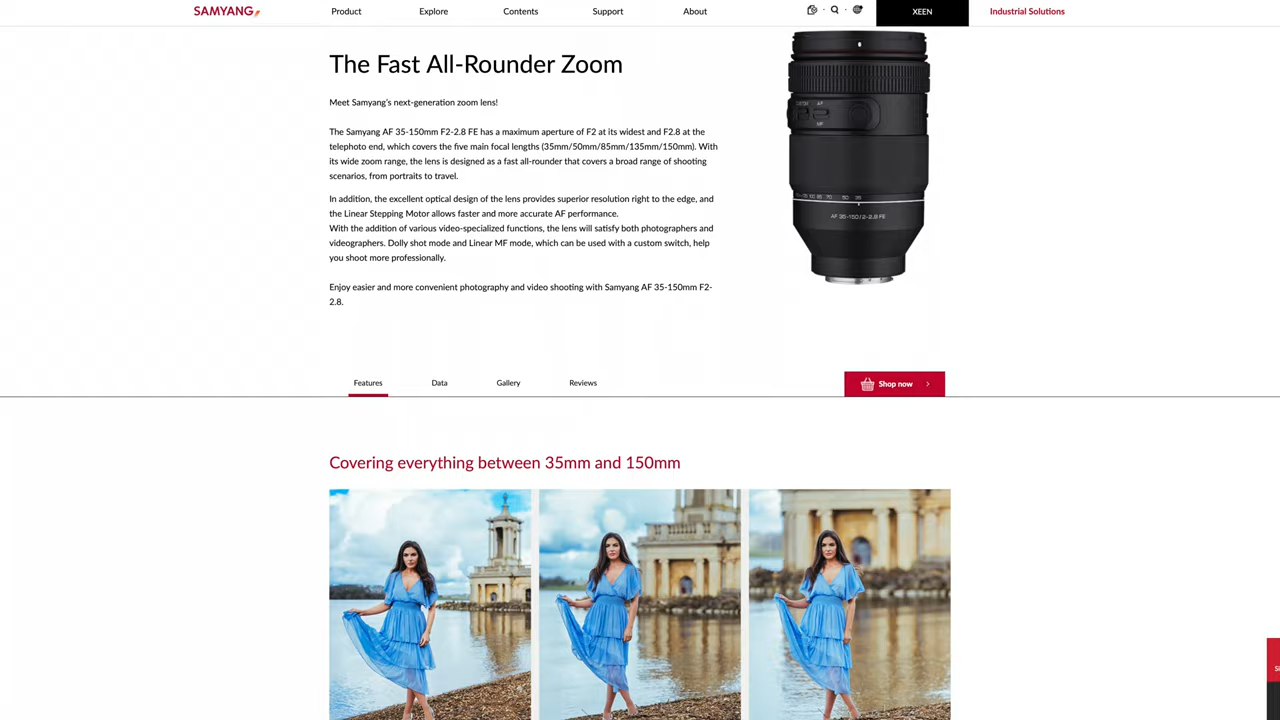 SAMYANG
Product
Explore
Contents
Support
About
XEEN
Industrial Solutions
The Fast All-Rounder Zoom
Meet Samyang's next-generation zoom lens!
The Samyang AF 35-150mm F2-2.8 FE has a maximum aperture of F2 at its widest and F2.8 at the
telephoto end, which covers the five main focal lengths (35mm/50mm/85mm/135mm/150mm). With
its wide zoom range, the lens is designed as a fast all-rounder that covers a broad range of shooting
scenarios, from portraits to travel.
In addition, the excellent optical design of the lens provides superior resolution right to the edge, and
the Linear Stepping Motor allows faster and more accurate AF performance.
With the addition of various video-specialized functions, the lens will satisfy both photographers and
videographers. Dolly shot mode and Linear MF mode, which can be used with a custom switch, help
you shoot more professionally.
Enjoy easier and more convenient photography and video shooting with Samyang AF 35-150mm F2-
2.8.
CUSTOM AF
MF
AF 35-150/2-2.8 FE
Features
Data
Gallery
Reviews
Shop now
Covering everything between 35mm and 150mm